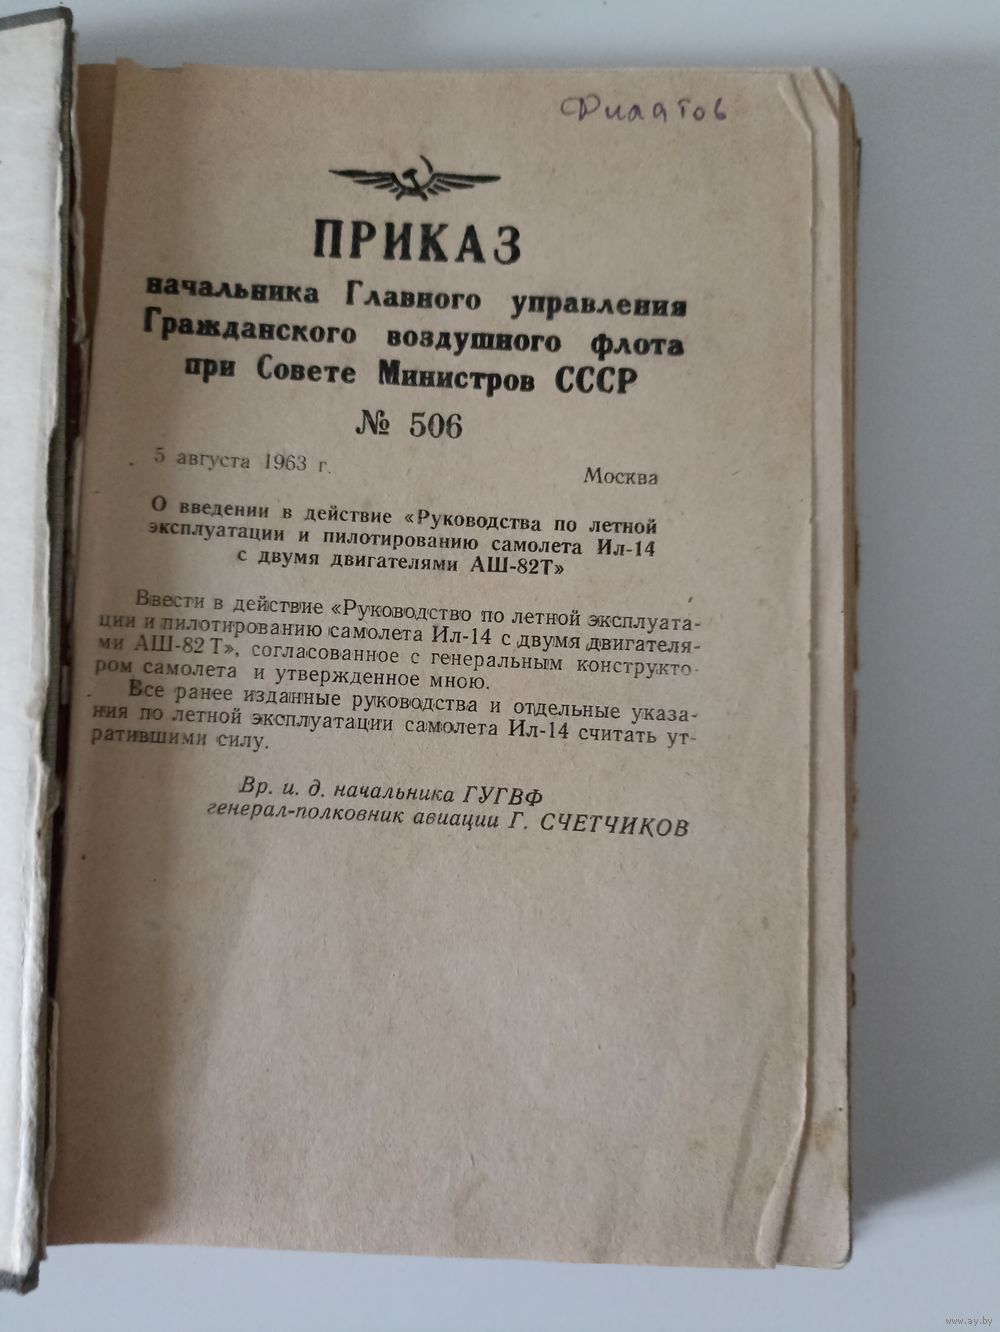 Филатов
ПРИКАЗ
начальника Главного управления
Гражданского воздушного флота
при Совете Министров СССР
№ 506
5 августа 1963 г.
Москва
О введении в действие «Руководства по летной
эксплуатации и пилотированию самолета Ил-14
с двумя двигателями АШ-82Т»
Ввести в действие «Руководство по летной эксплуата-
ции и пилотированию самолета Ил-14 с двумя двигателя-
ми АШ-82 Т», согласованное с генеральным конструкто-
ром самолета и утвержденное мною.
Все ранее изданные руководства и отдельные указа-
ния по летной эксплуатации самолета Ил-14 считать ут-
ратившими силу.
Вр. и. д. начальника ГУГВФ
генерал-полковник авиации Г. СЧЕТЧИКОВ
www.ay.by